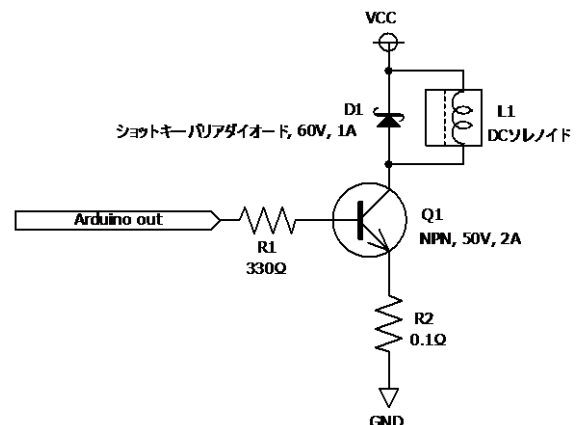 VCC
D1
ショットキーバリアダイオード, 60V, 1A
L1
DCソレノイド
Arduino out
R1
330Ω
Q1
NPN, 50V, 2A
R2
0.1Ω
GND